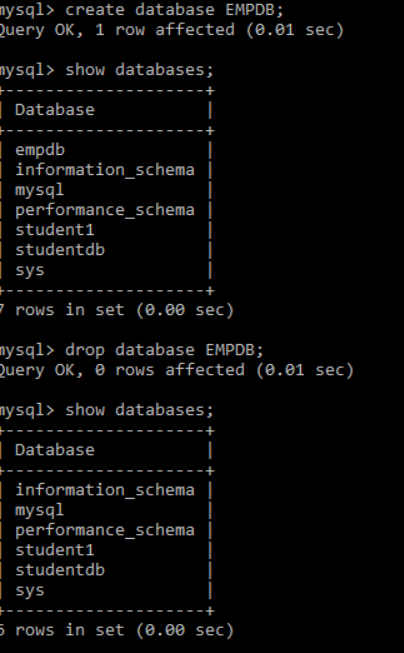 mysql> create database EMPDB;
Query OK, 1 row affected (0.01 sec)
mysql> show databases;
+--------------------+
| Database           |
+--------------------+
| empdb              |
| information_schema |
| mysql              |
| performance_schema |
| student1           |
| studentdb          |
| sys                |
+--------------------+
7 rows in set (0.00 sec)
mysql> drop database EMPDB;
Query OK, 0 rows affected (0.01 sec)
mysql> show databases;
+--------------------+
| Database           |
+--------------------+
| information_schema |
| mysql              |
| performance_schema |
| student1           |
| studentdb          |
| sys                |
+--------------------+
6 rows in set (0.00 sec)